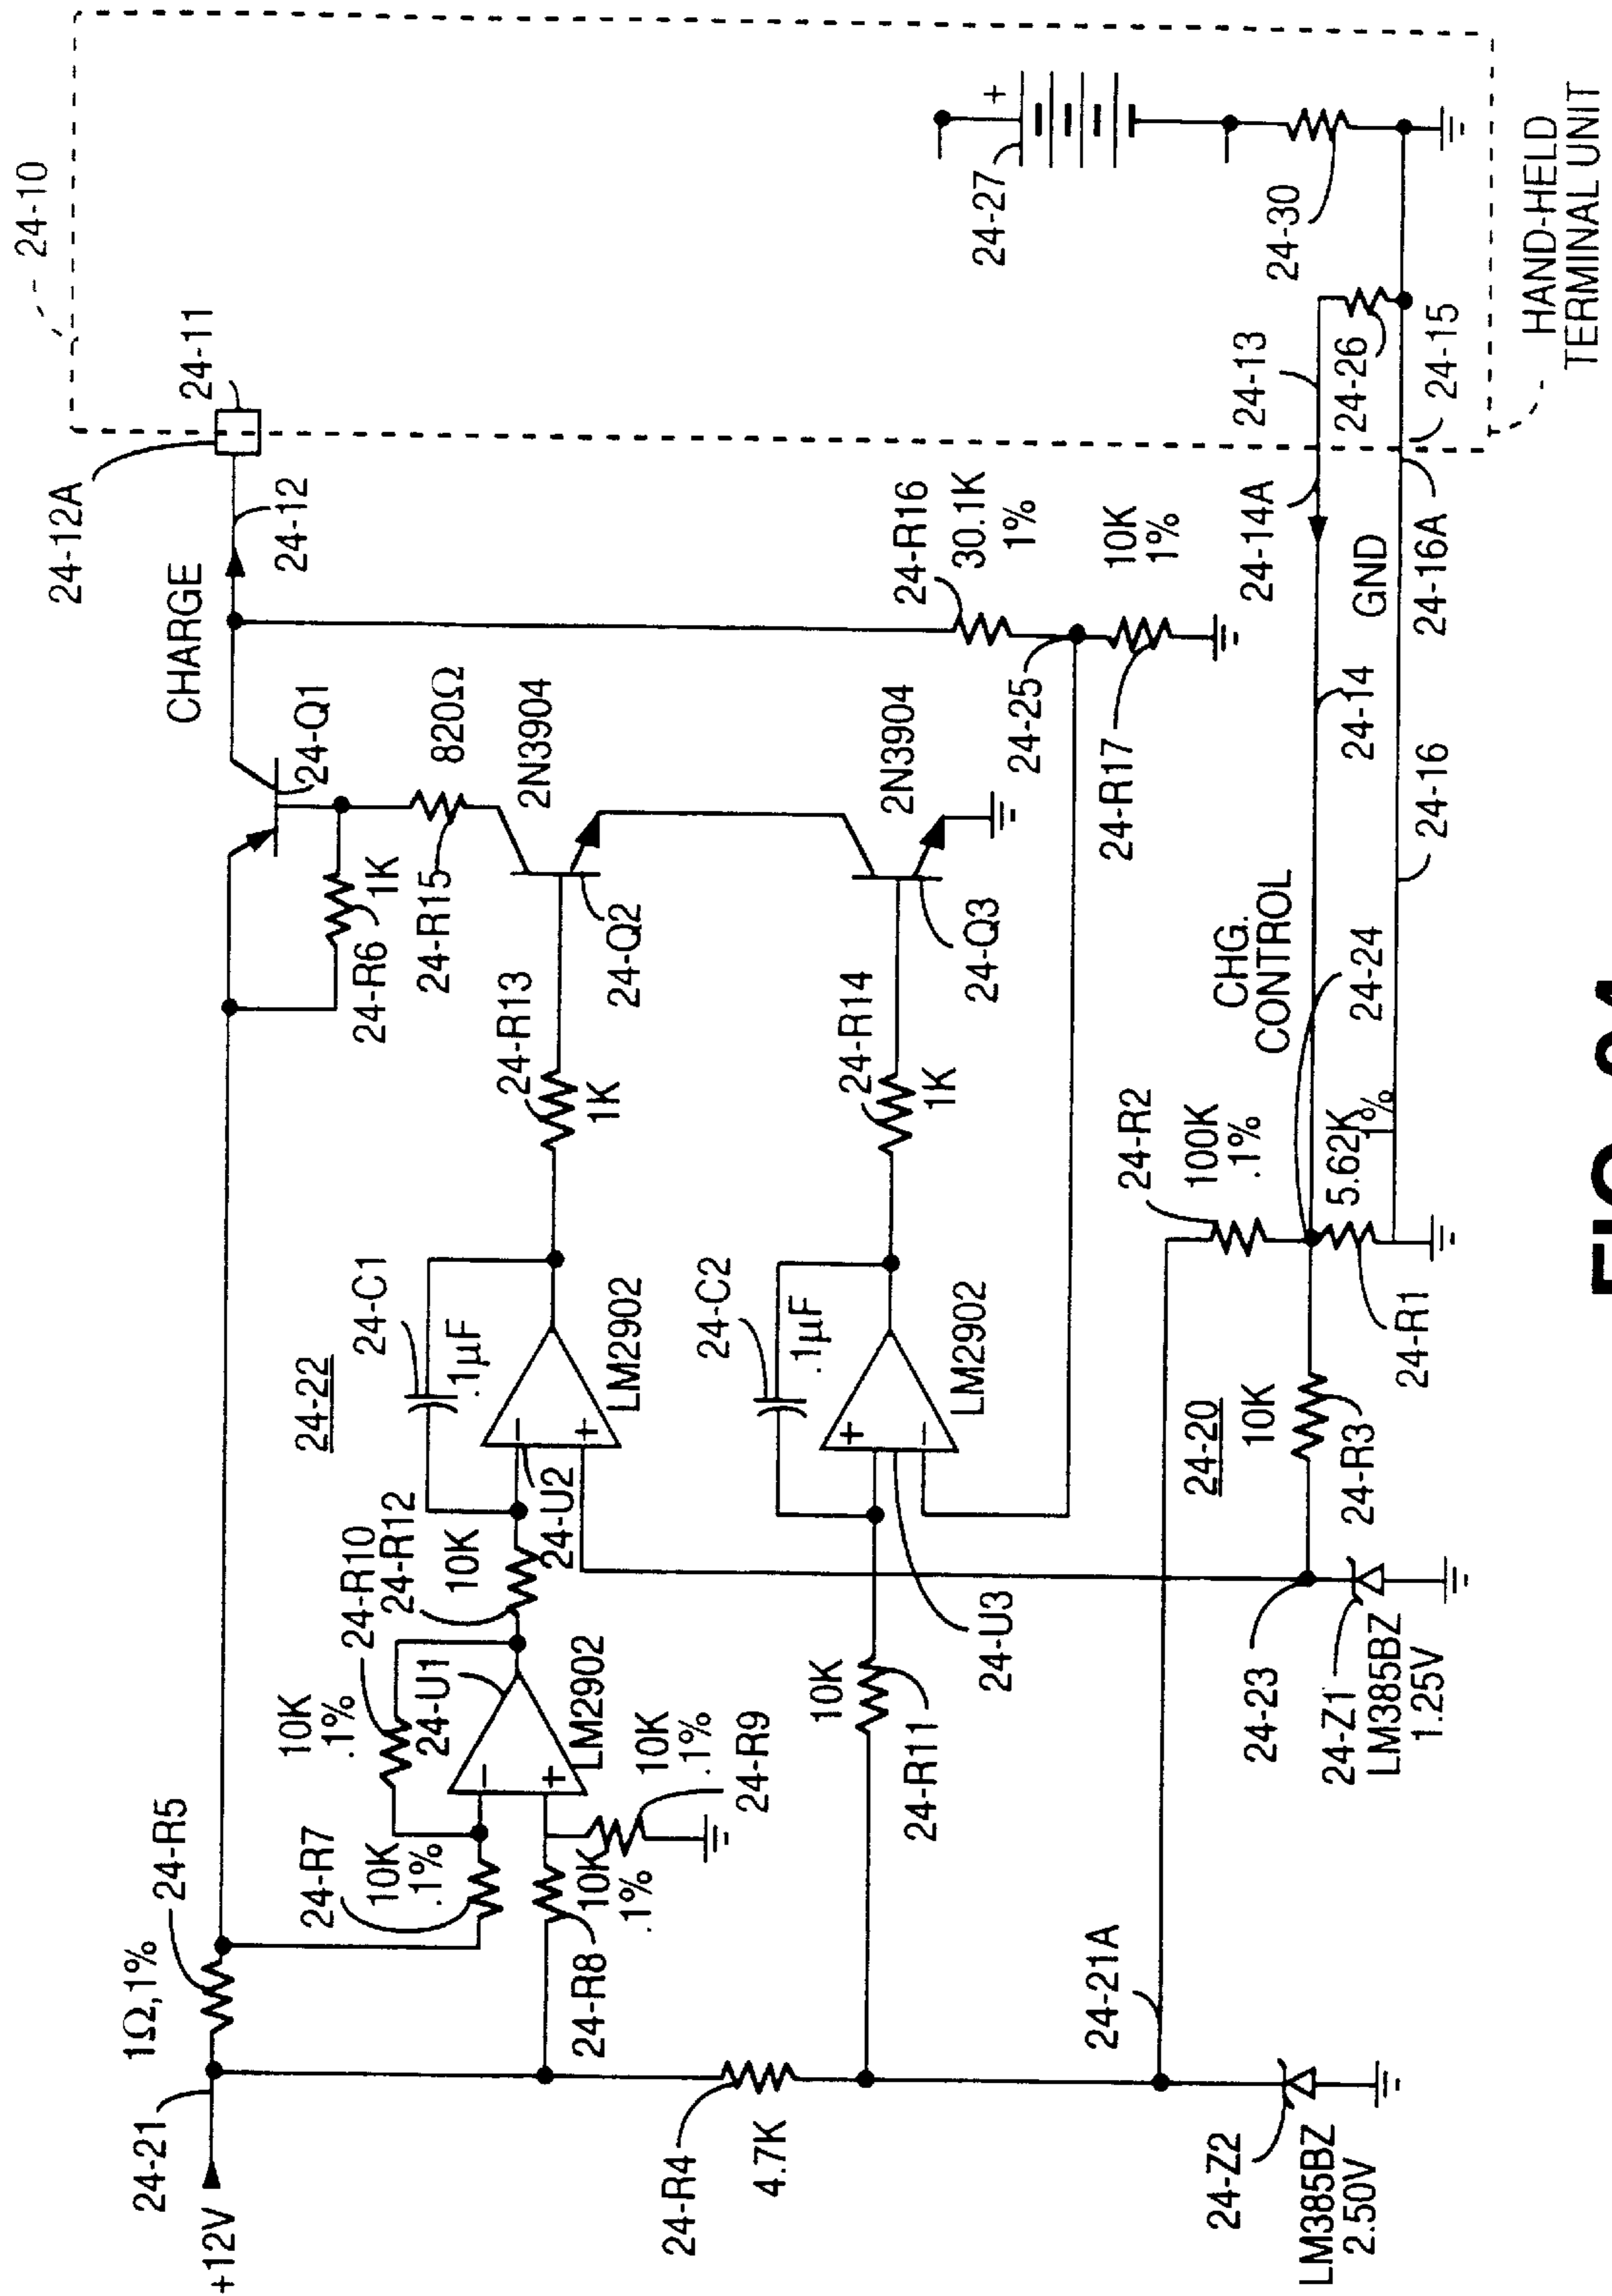 24-10
24-12A
24-11
CHARGE
24-12
24-Q1
24-R6
1K
24-R15
820Ω
2N3904
24-Q2
24-R13
1K
24-22
24-C1
.1µF
LM2902
24-U2
24-R12
10K
24-R10
10K
.1%
24-U1
LM2902
10K
.1%
24-R9
24-R5
1Ω,1%
24-R7
10K
.1%
24-R8
10K
.1%
24-21
+12V
24-R4
4.7K
24-R11
10K
24-U3
24-C2
.1µF
LM2902
24-R14
1K
24-Q3
2N3904
24-R16
30.1K
1%
24-25
24-R17
10K
1%
24-27
+
24-30
24-13
24-26
24-15
HAND-HELD
TERMINAL UNIT
24-14A
GND
24-16A
24-14
24-16
CHG.
CONTROL
24-24
24-R2
100K
.1%
5.62K
1%
24-R1
24-20
10K
24-R3
24-23
24-Z1
LM385BZ
1.25V
24-21A
24-Z2
LM385BZ
2.50V